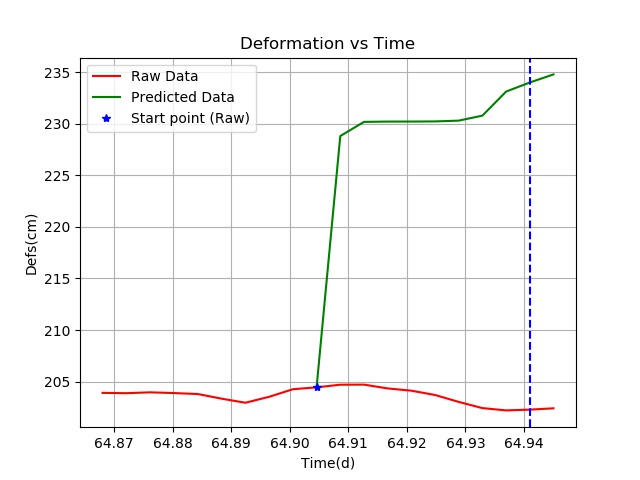 Deformation vs Time
Raw Data
Predicted Data
Start point (Raw)
Defs(cm)
235
230
225
220
215
210
205
64.87 64.88 64.89 64.90 64.91 64.92 64.93 64.94
Time(d)